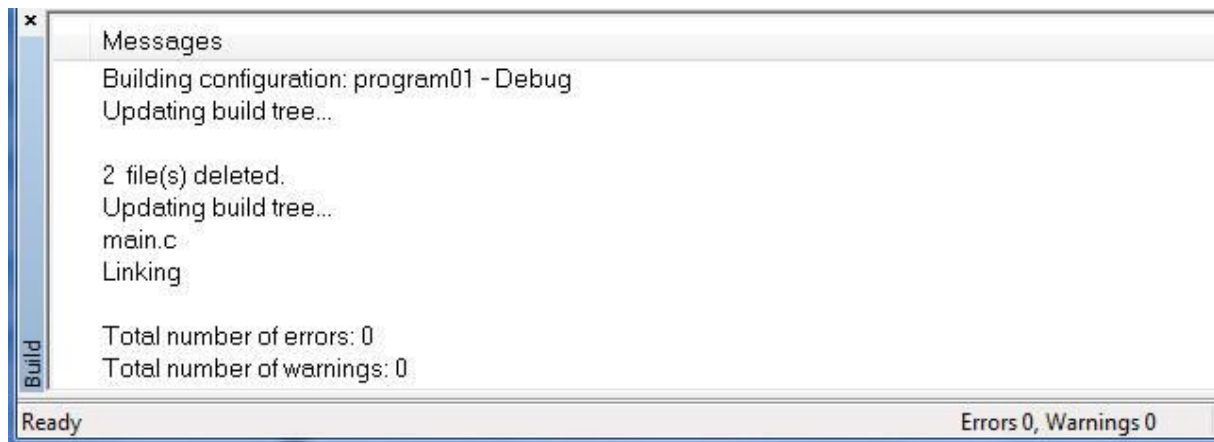 ×
Messages
Building configuration: program01 - Debug
Updating build tree...
2 file(s) deleted.
Updating build tree...
main.c
Linking
Total number of errors: 0
Total number of warnings: 0
Build
Ready
Errors 0, Warnings 0